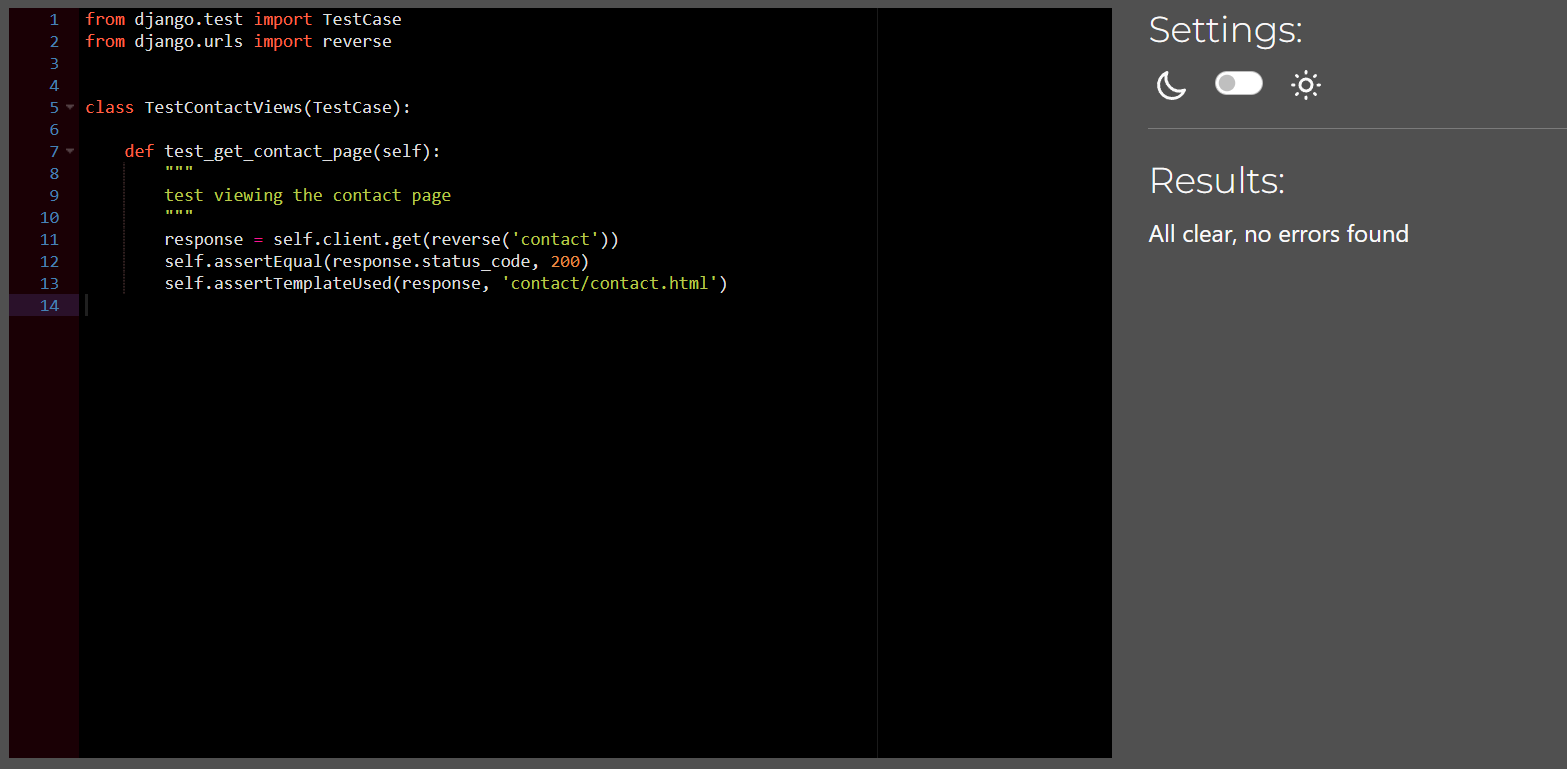 1 from django.test import TestCase
2 from django.urls import reverse
3
4
5 class TestContactViews(TestCase):
6
7     def test_get_contact_page(self):
8         """
9         test viewing the contact page
10         """
11         response = self.client.get(reverse('contact'))
12         self.assertEqual(response.status_code, 200)
13         self.assertTemplateUsed(response, 'contact/contact.html')
14
Settings:
Results:
All clear, no errors found